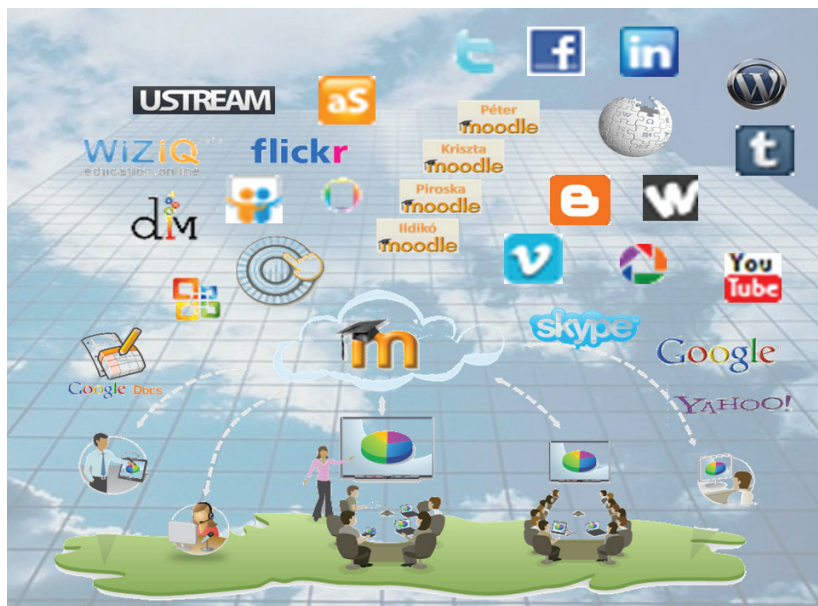 t
f
in
W
USTREAM
aS
Péter
moodle
WiZiQ
education.online
flickr
Kriszta
moodle
t
Piroska
moodle
B
W
diM
Ildikó
moodle
v
You
Tube
m
skype
Google
Google Docs
YAHOO!